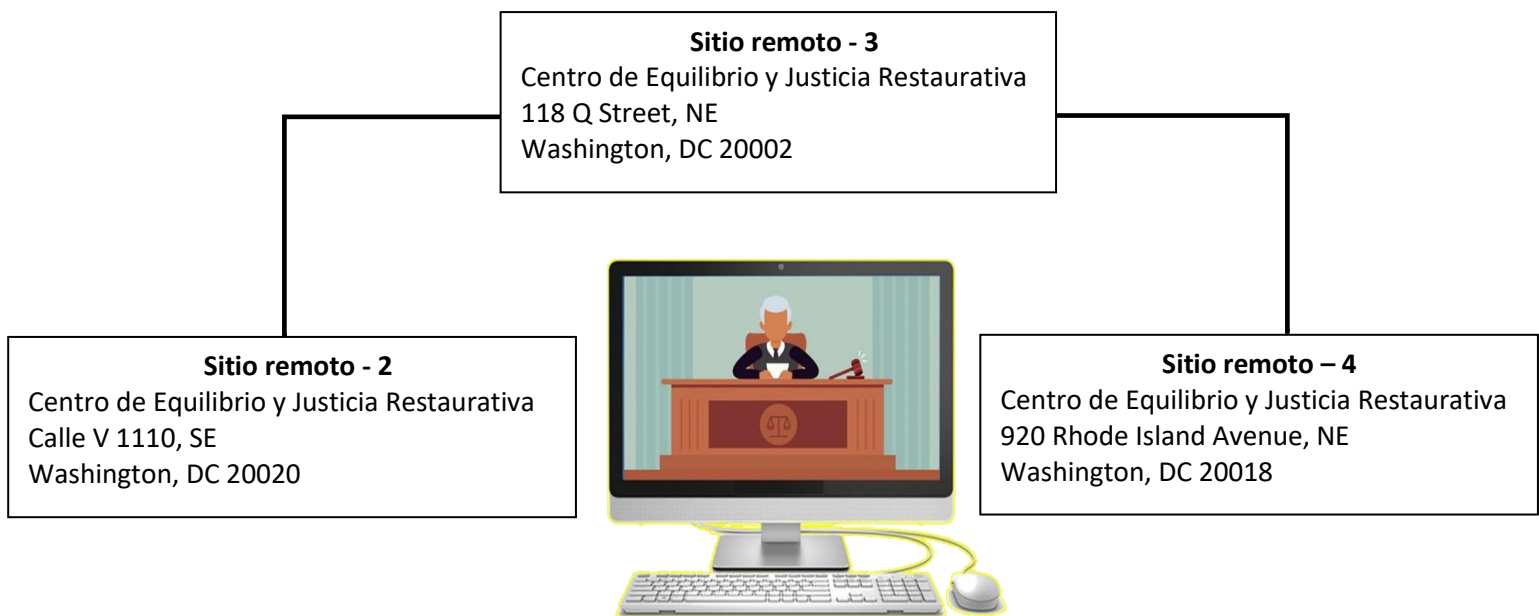 Sitio remoto - 3
Centro de Equilibrio y Justicia Restaurativa
118 Q Street, NE
Washington, DC 20002
Sitio remoto - 2
Centro de Equilibrio y Justicia Restaurativa
Calle V 1110, SE
Washington, DC 20020
Sitio remoto – 4
Centro de Equilibrio y Justicia Restaurativa
920 Rhode Island Avenue, NE
Washington, DC 20018